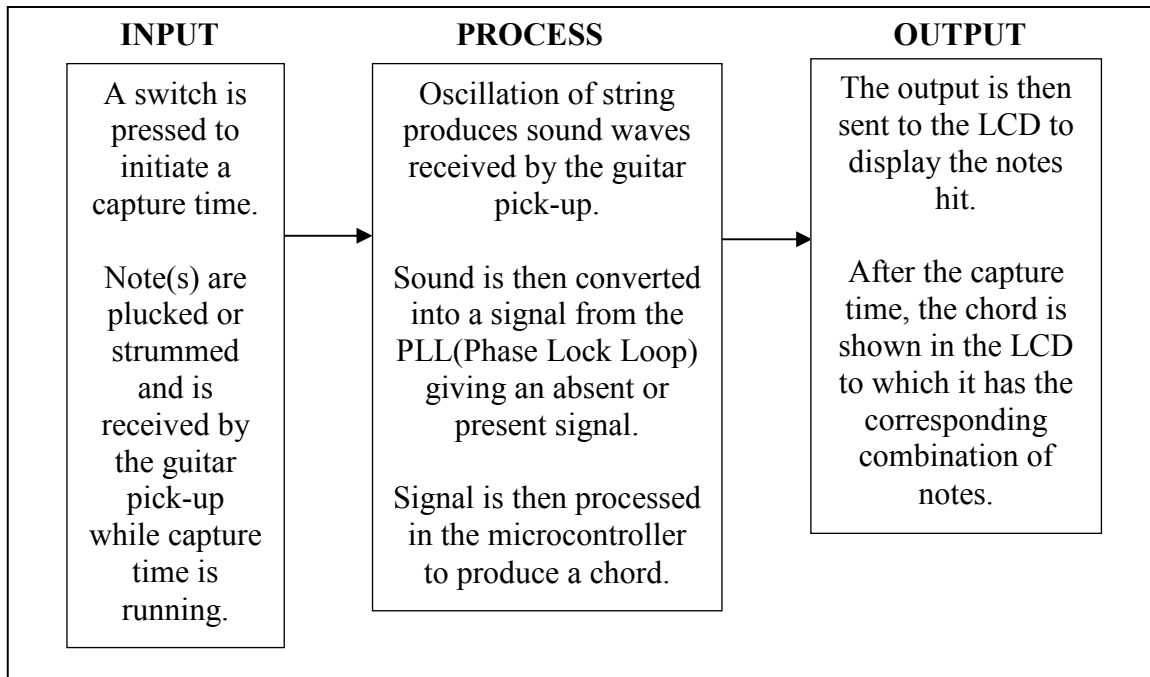 INPUT
A switch is
pressed to
initiate a
capture time.
Note(s) are
plucked or
strummed
and is
received by
the guitar
pick-up
while capture
time is
running.
PROCESS
Oscillation of string
produces sound waves
received by the guitar
pick-up.
Sound is then converted
into a signal from the
PLL(Phase Lock Loop)
giving an absent or
present signal.
Signal is then processed
in the microcontroller
to produce a chord.
OUTPUT
The output is then
sent to the LCD to
display the notes
hit.
After the capture
time, the chord is
shown in the LCD
to which it has the
corresponding
combination of
notes.